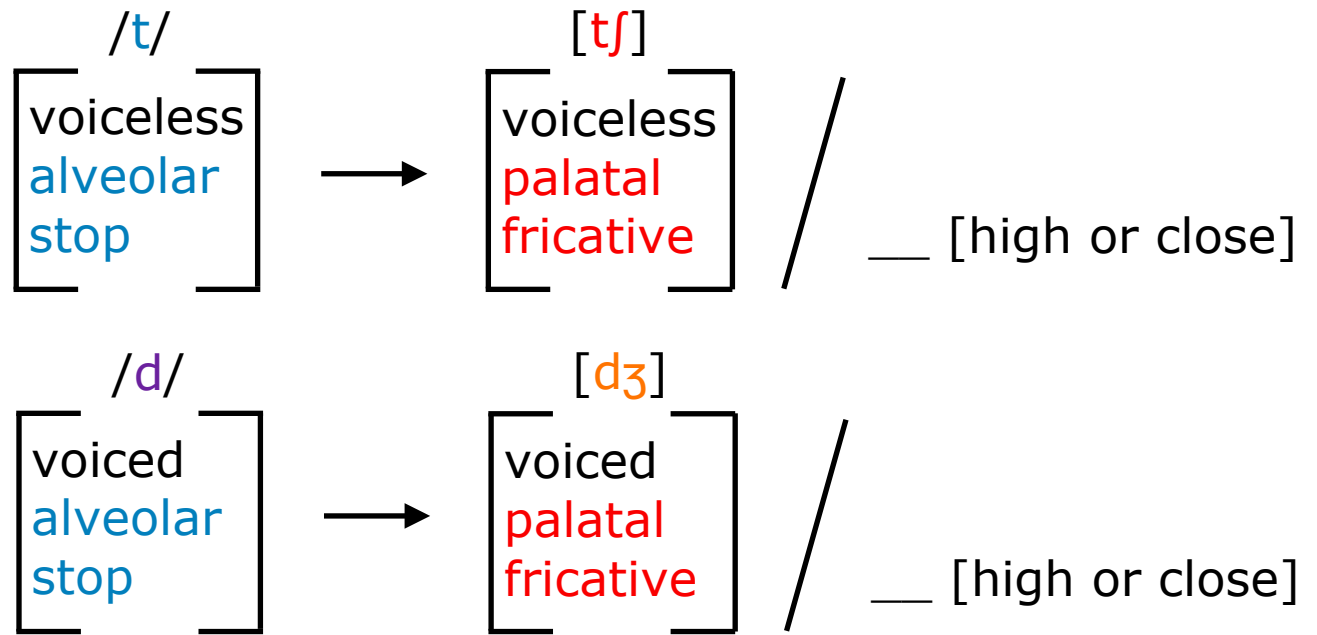 /t/ [tʃ]
voiceless voiceless
alveolar palatal
stop fricative __ [high or close]
/d/ [dʒ]
voiced voiced
alveolar palatal
stop fricative __ [high or close]